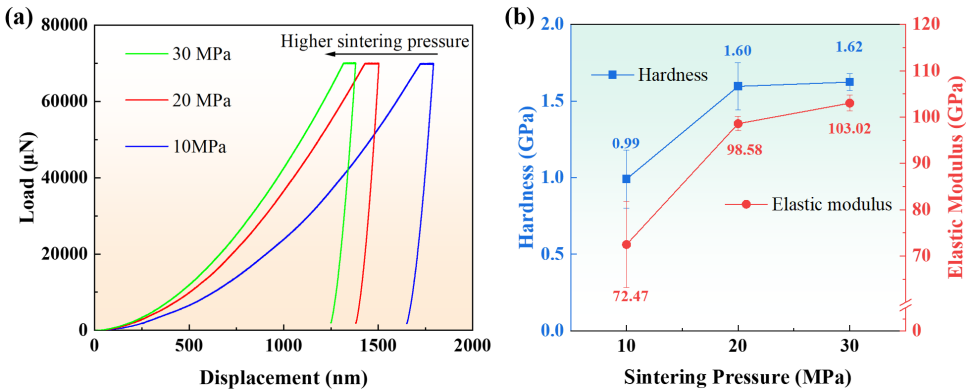 (a)
80000
60000
40000
20000
0
Load (μN)
30 MPa
20 MPa
10MPa
Higher sintering pressure
0
500
1000
1500
2000
Displacement (nm)
(b)
2.0
1.5
1.0
0.5
0.0
Hardness (GPa)
Hardness
Elastic modulus
0.99
1.60
1.62
72.47
98.58
103.02
120
110
100
90
80
70
0
Elastic Modulus (GPa)
10
20
30
Sintering Pressure (MPa)